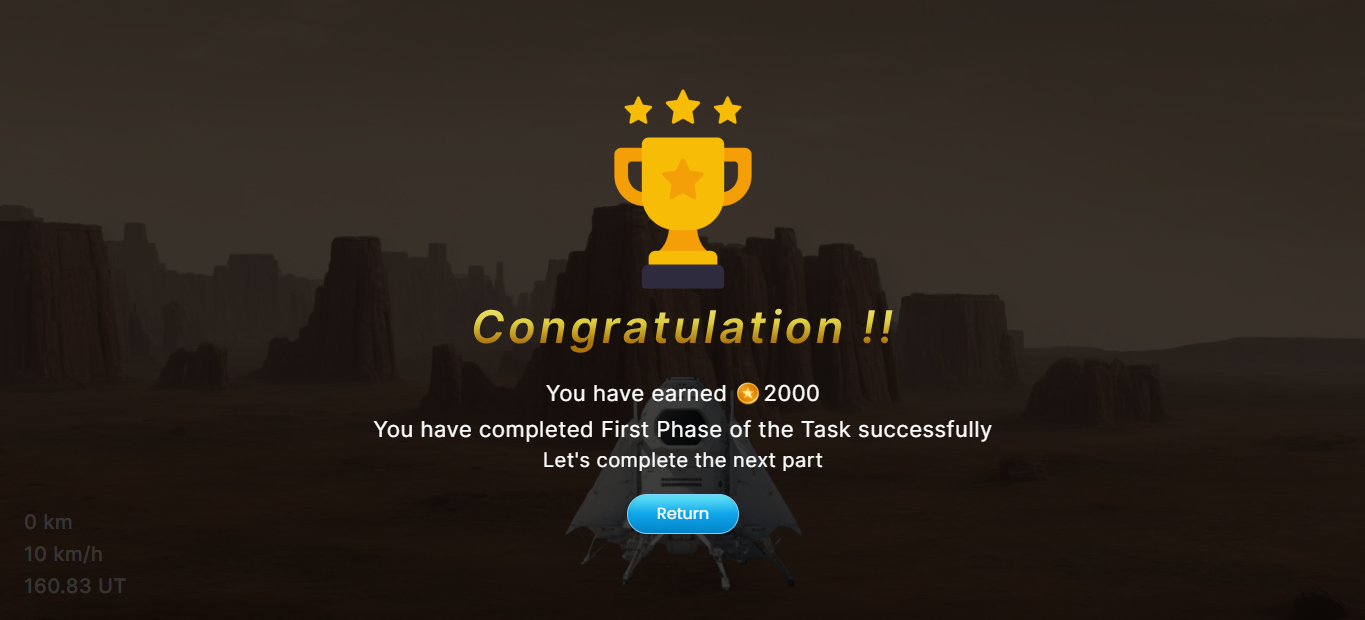 Congratulation !!
You have earned 2000
You have completed First Phase of the Task successfully
Let's complete the next part
Return
0 km
10 km/h
160.83 UT